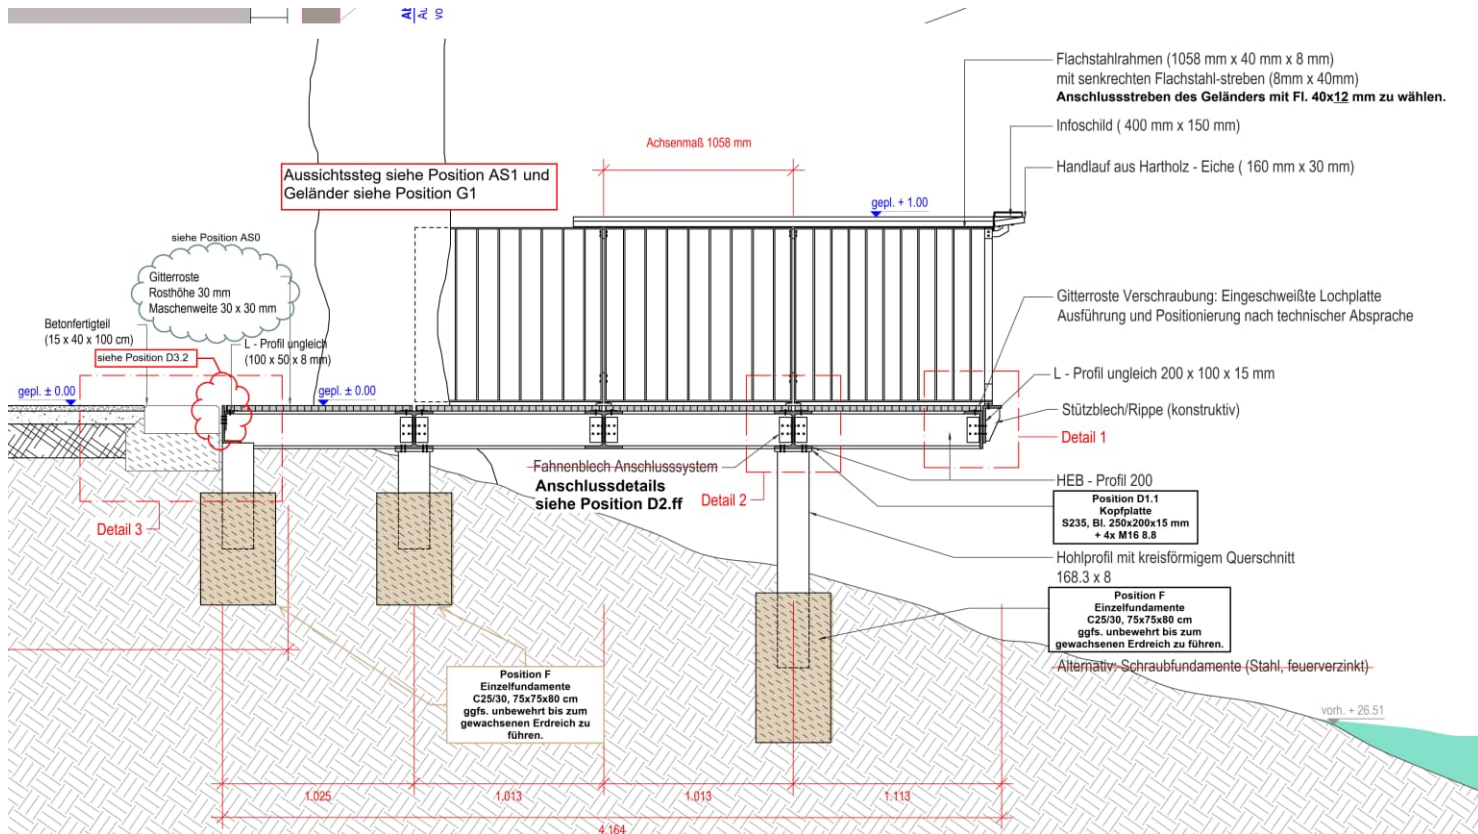 Flachstahlrahmen (1058 mm x 40 mm x 8 mm)
mit senkrechten Flachstahl-streben (8mm x 40mm)
Anschlussstreben des Geländers mit Fl. 40x12 mm zu wählen.
Infoschild ( 400 mm x 150 mm)
Achsenmaß 1058 mm
Handlauf aus Hartholz - Eiche ( 160 mm x 30 mm)
Aussichtssteg siehe Position AS1 und
Geländer siehe Position G1
gepl. + 1.00
siehe Position AS0
Gitterroste
Rosthöhe 30 mm
Maschenweite 30 x 30 mm
Gitterroste Verschraubung: Eingeschweißte Lochplatte
Ausführung und Positionierung nach technischer Absprache
Betonfertigteil
(15 x 40 x 100 cm)
L - Profil ungleich
(100 x 50 x 8 mm)
siehe Position D3.2
L - Profil ungleich 200 x 100 x 15 mm
gepl. ± 0.00
gepl. ± 0.00
Stützblech/Rippe (konstruktiv)
Detail 1
Fahnenblech Anschlusssystem
Anschlussdetails
siehe Position D2.ff
Detail 2
HEB - Profil 200
Position D1.1
Kopfplatte
S235, Bl. 250x200x15 mm
+ 4x M16 8.8
Detail 3
Hohlprofil mit kreisförmigem Querschnitt
168.3 x 8
Position F
Einzelfundamente
C25/30, 75x75x80 cm
ggfs. unbewehrt bis zum
gewachsenen Erdreich zu führen.
Alternativ: Schraubfundamente (Stahl, feuerverzinkt)
Position F
Einzelfundamente
C25/30, 75x75x80 cm
ggfs. unbewehrt bis zum
gewachsenen Erdreich zu
führen.
vorh. + 26.51
1.025
1.013
1.013
1.113
4.164